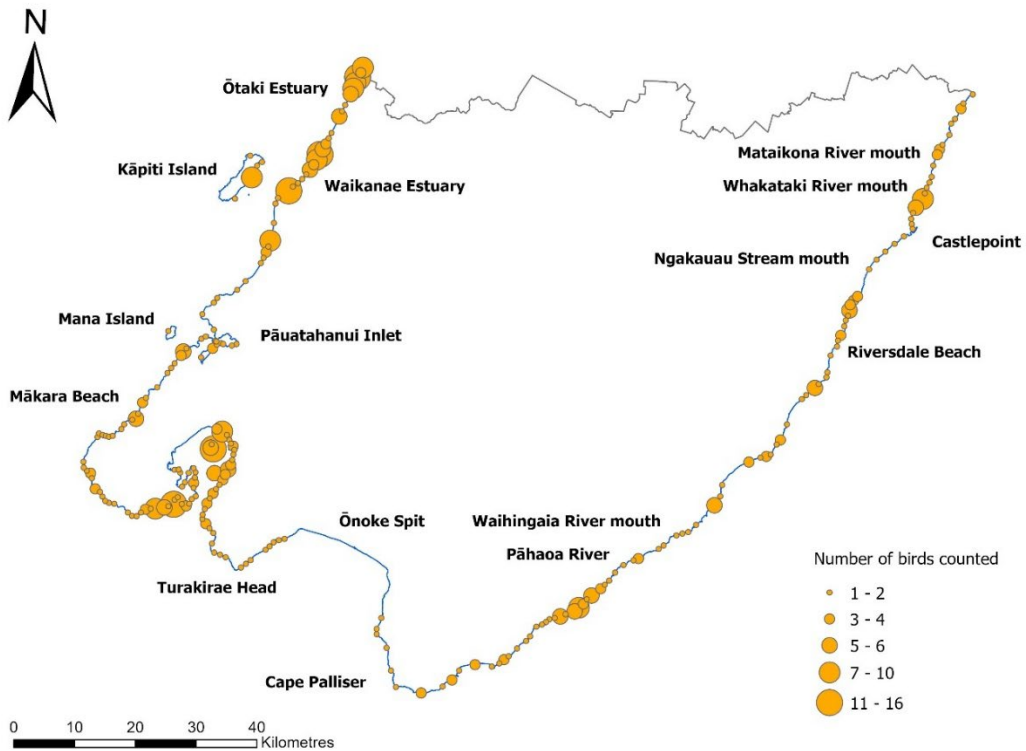 N
Ōtaki Estuary
Kāpiti Island
Waikanae Estuary
Mataikona River mouth
Whakataki River mouth
Castlepoint
Ngakauau Stream mouth
Mana Island
Pāuatahanui Inlet
Riversdale Beach
Mākara Beach
Ōnoke Spit
Waihingaia River mouth
Pāhaoa River
Turakirae Head
Cape Palliser
Number of birds counted
1 - 2
3 - 4
5 - 6
7 - 10
11 - 16
0 10 20 30 40
Kilometres